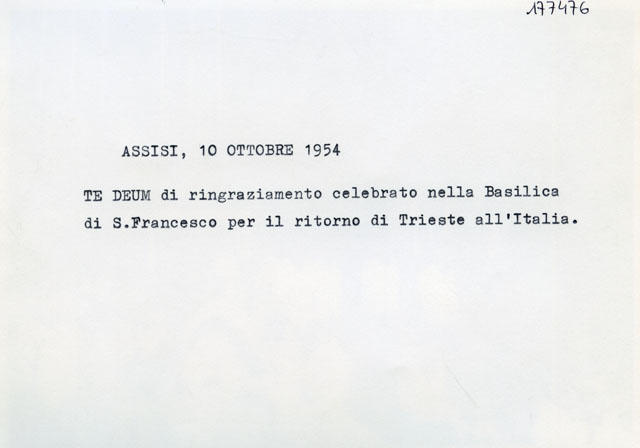 177476
ASSISI, 10 OTTOBRE 1954
TE DEUM di ringraziamento celebrato nella Basilica
di S.Francesco per il ritorno di Trieste all'Italia.